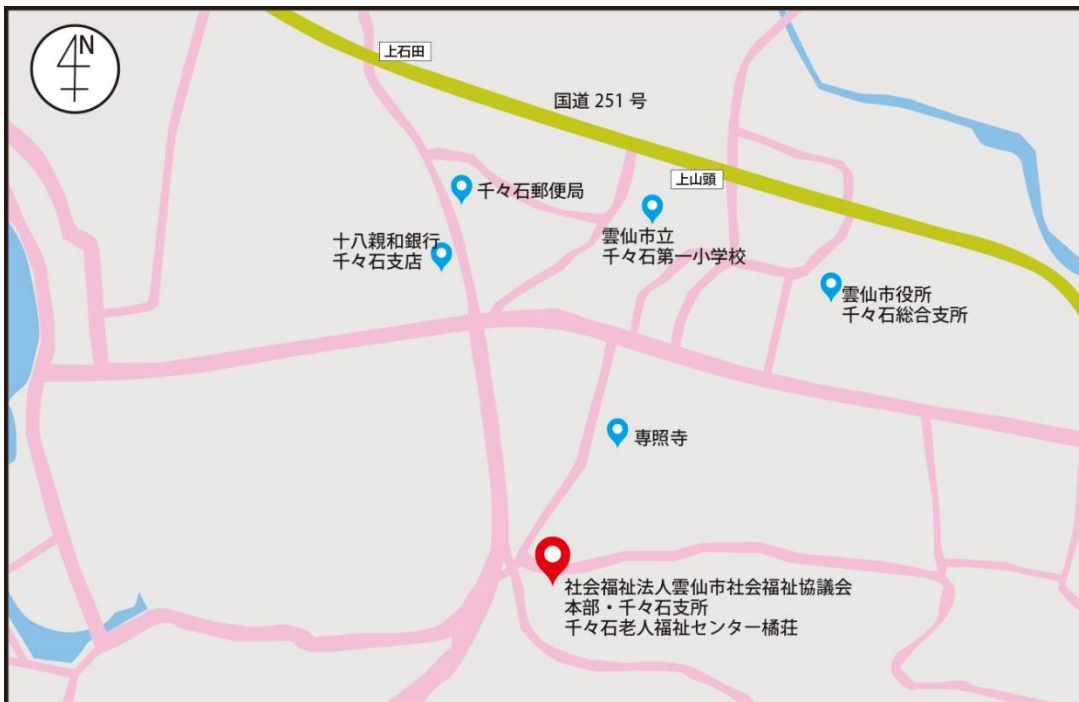 N
上石田
国道 251 号
上山頭
千々石郵便局
雲仙市立
千々石第一小学校
十八親和銀行
千々石支店
雲仙市役所
千々石総合支所
専照寺
社会福祉法人雲仙市社会福祉協議会
本部・千々石支所
千々石老人福祉センター橘荘